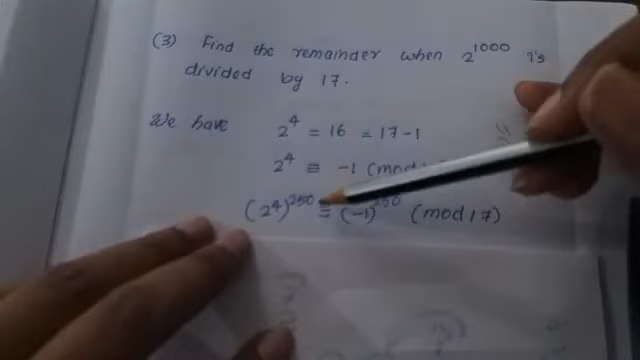 (3) Find the remainder when 2^1000 is
divided by 17.
We have 2^4 = 16 = 17-1
2^4 ≡ -1 (mod
(2^4)^250 ≡ (-1)^250 (mod 17)